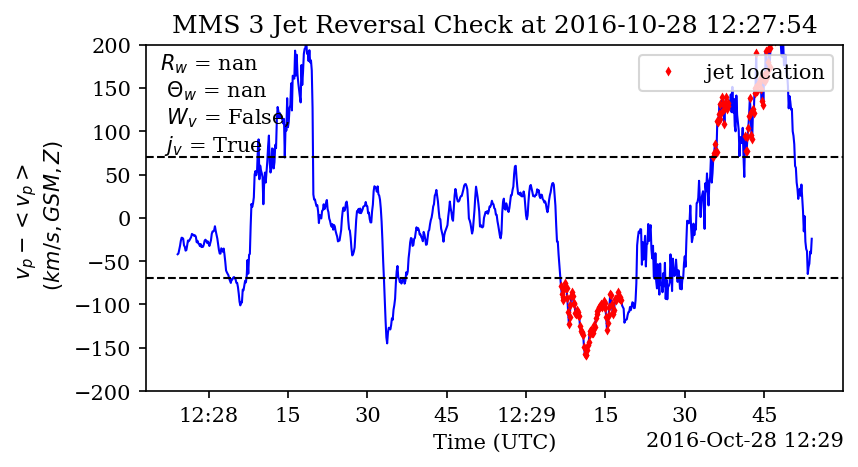 MMS 3 Jet Reversal Check at 2016-10-28 12:27:54
R_w = nan
Θ_w = nan
W_v = False
j_v = True
jet location
v_p − <v_p>
(km/s, GSM, Z)
200
150
100
50
0
−50
−100
−150
−200
12:28 15 30 45 12:29 15 30 45
Time (UTC)
2016-Oct-28 12:29